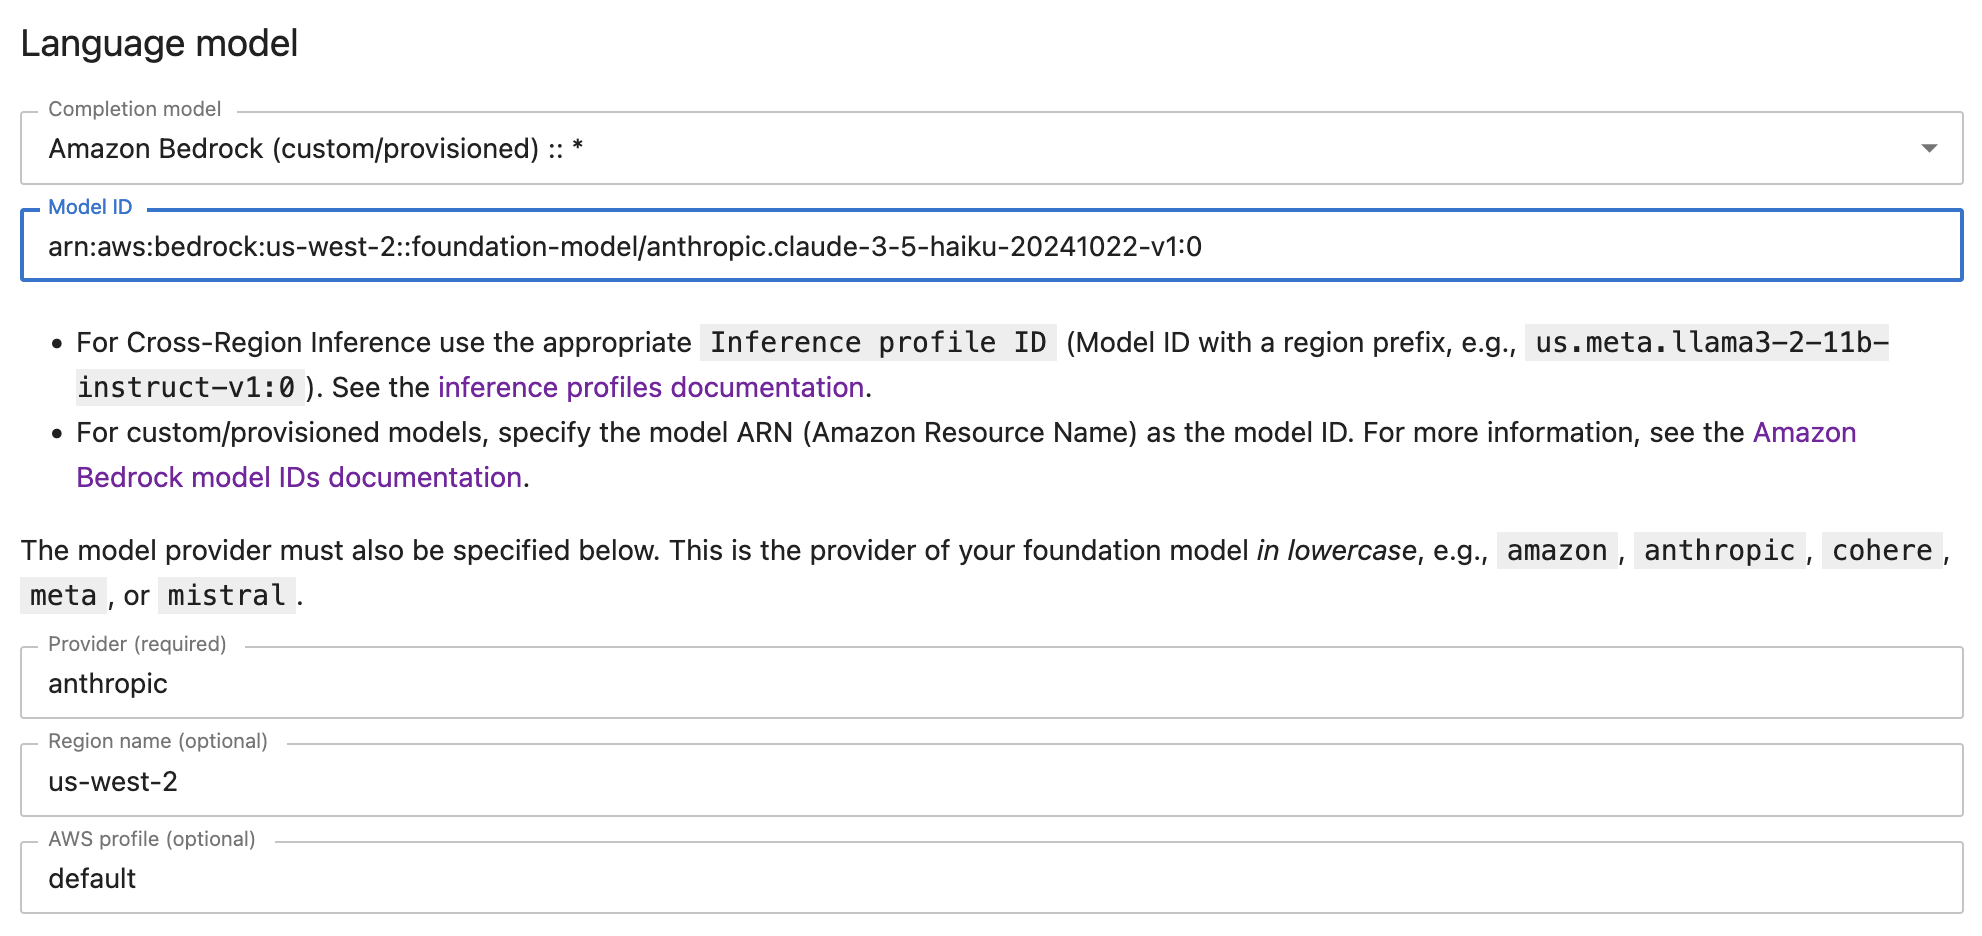 Language model
Completion model
Amazon Bedrock (custom/provisioned) :: *
Model ID
arn:aws:bedrock:us-west-2::foundation-model/anthropic.claude-3-5-haiku-20241022-v1:0
• For Cross-Region Inference use the appropriate Inference profile ID (Model ID with a region prefix, e.g., us.meta.llama3-2-11b-
instruct-v1:0 ). See the inference profiles documentation.
• For custom/provisioned models, specify the model ARN (Amazon Resource Name) as the model ID. For more information, see the Amazon
Bedrock model IDs documentation.
The model provider must also be specified below. This is the provider of your foundation model in lowercase, e.g., amazon , anthropic , cohere ,
meta , or mistral .
Provider (required)
anthropic
Region name (optional)
us-west-2
AWS profile (optional)
default